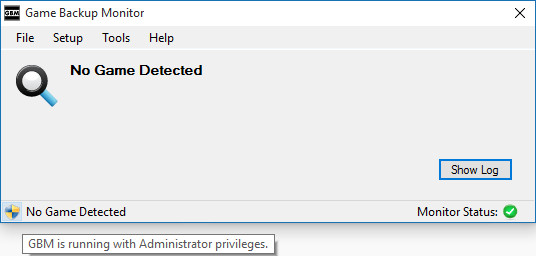 GBM Game Backup Monitor
File Setup Tools Help
No Game Detected
Show Log
No Game Detected Monitor Status:
GBM is running with Administrator privileges.